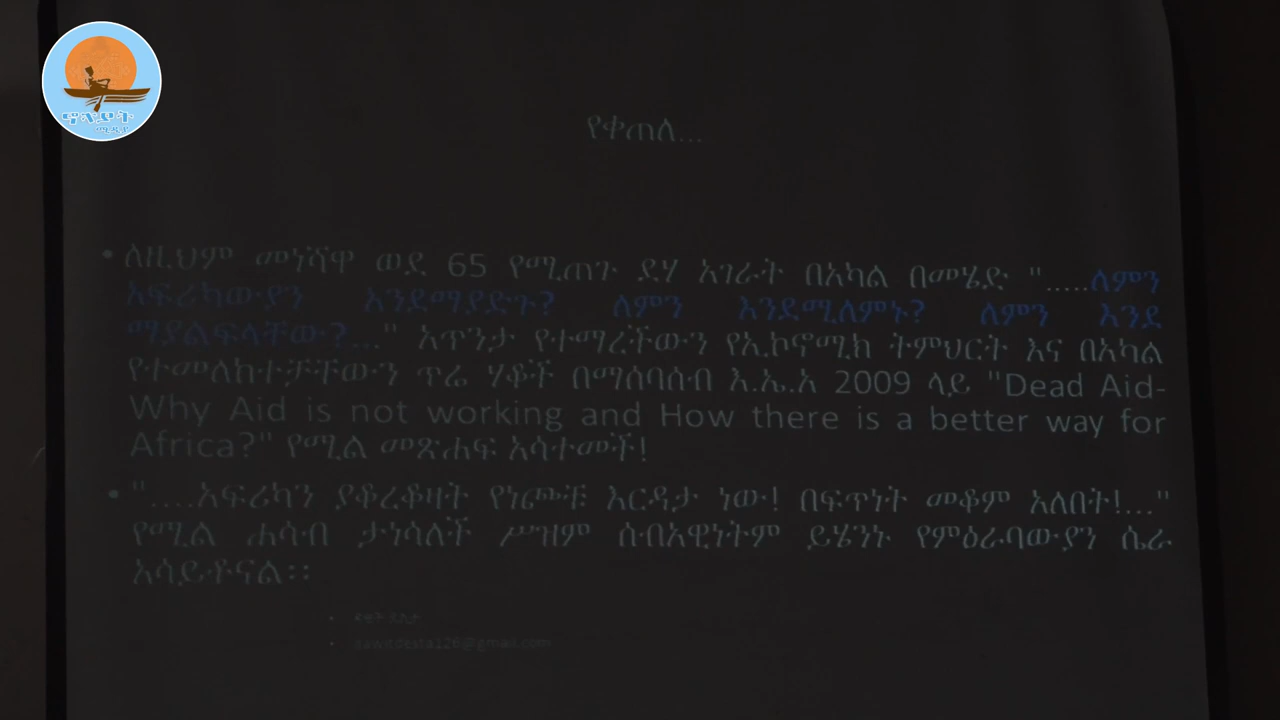 የቀጠለ...
• ለዚህም መነሻዋ ወደ 65 የሚጠጉ ደሃ አገራት በአካል በመሄድ ".....ለምን
አፍሪካውያን እንደማያድጉ? ለምን እንደሚለምኑ? ለምን እንደ
ማያልፍላቸው?..." አጥንታ የተማረችውን የኢኮኖሚክ ትምህርት እና በአካል
የተመለከተቻቸውን ጥሬ ሃቆች በማሰባሰብ እ.ኤ.አ 2009 ላይ "Dead Aid-
Why Aid is not working and How there is a better way for
Africa?" የሚል መጽሐፍ አሳተመች!
• "....አፍሪካን ያቆረቆዛት የነጮቹ እርዳታ ነው! በፍጥነት መቆም አለበት!..."
የሚል ሐሳብ ታነሳለች ሥዝም ሰብአዊነትም ይሄንኑ የምዕራባውያን ሴራ
አሳይቶናል፡፡